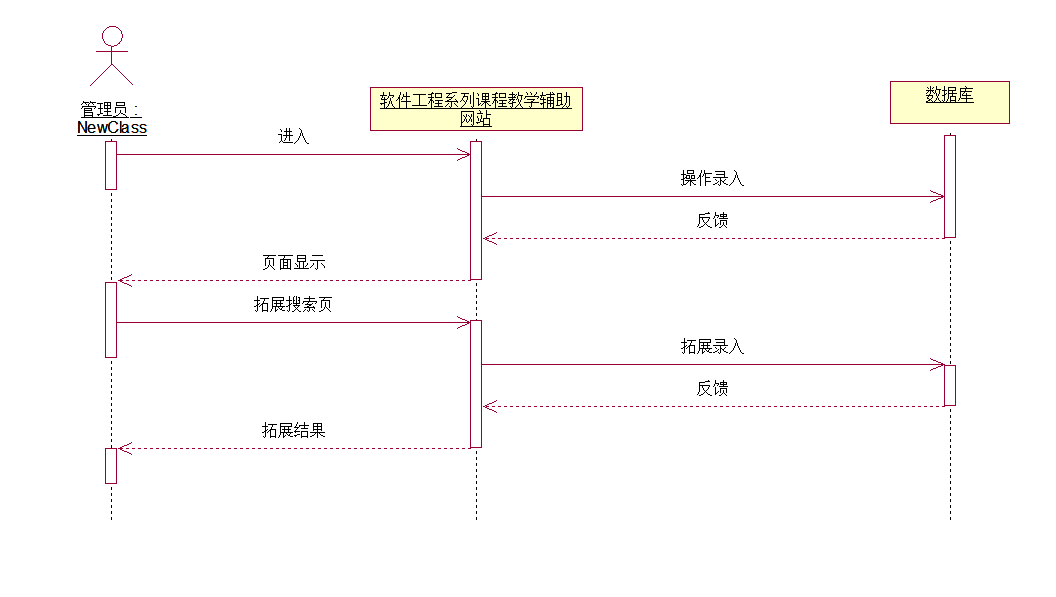 管理员：
NewClass
软件工程系列课程教学辅助
网站
数据库
进入
操作录入
反馈
页面显示
拓展搜索页
拓展录入
反馈
拓展结果